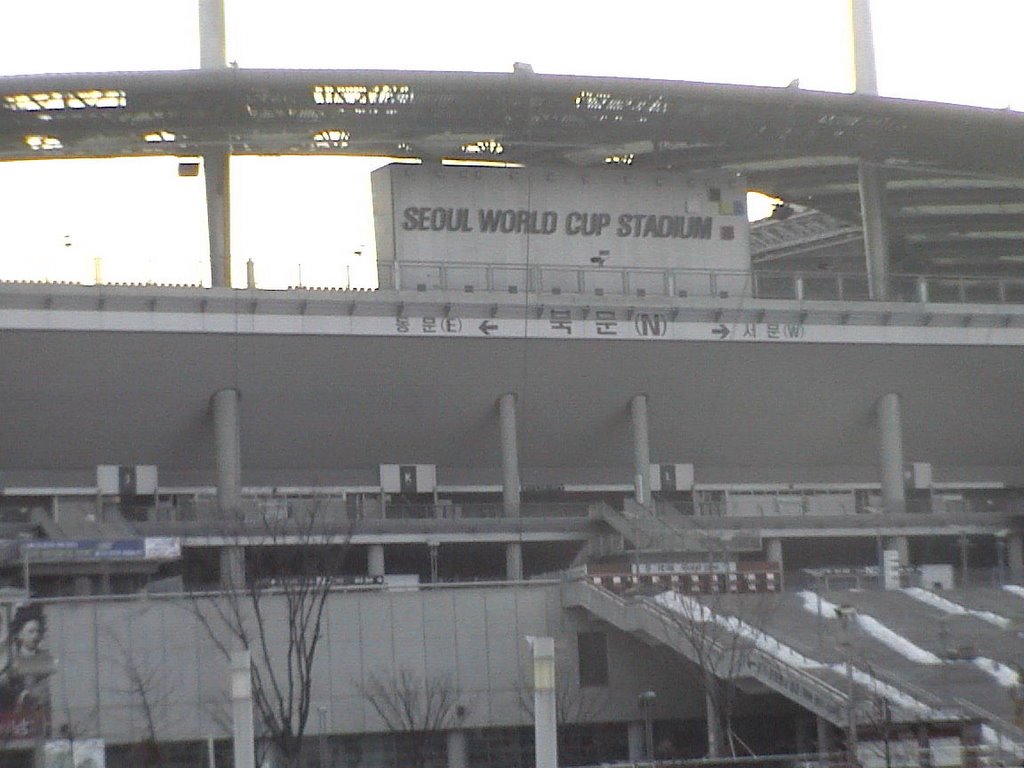 SEOUL WORLD CUP STADIUM
동문(E) ← 북문(N) → 서문(W)
J K L